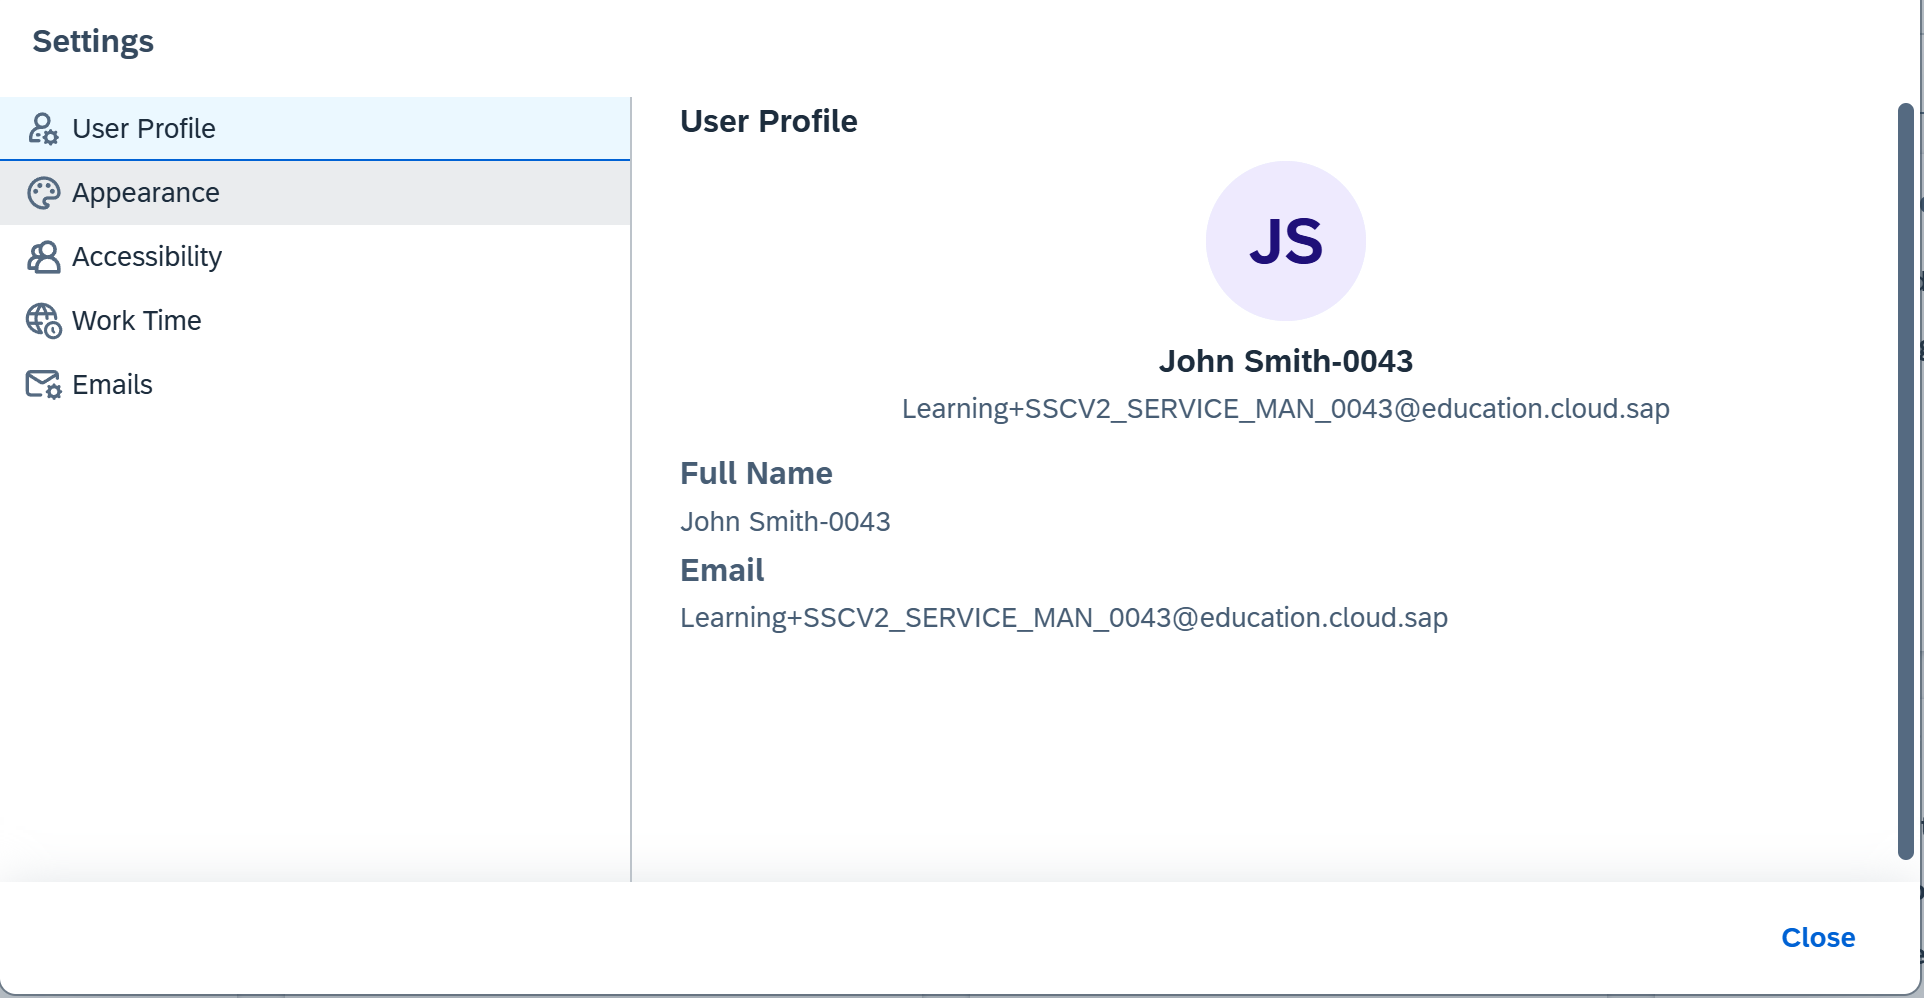 Settings
User Profile
Appearance
Accessibility
Work Time
Emails
User Profile
JS
John Smith-0043
Learning+SSCV2_SERVICE_MAN_0043@education.cloud.sap
Full Name
John Smith-0043
Email
Learning+SSCV2_SERVICE_MAN_0043@education.cloud.sap
Close